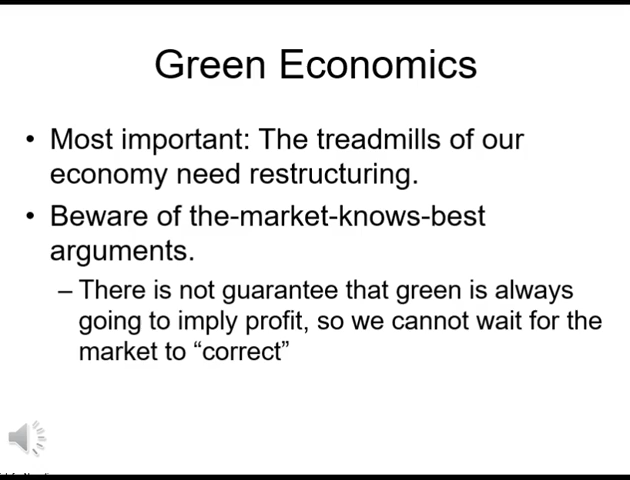 Green Economics
• Most important: The treadmills of our
economy need restructuring.
• Beware of the-market-knows-best
arguments.
– There is not guarantee that green is always
going to imply profit, so we cannot wait for the
market to “correct”